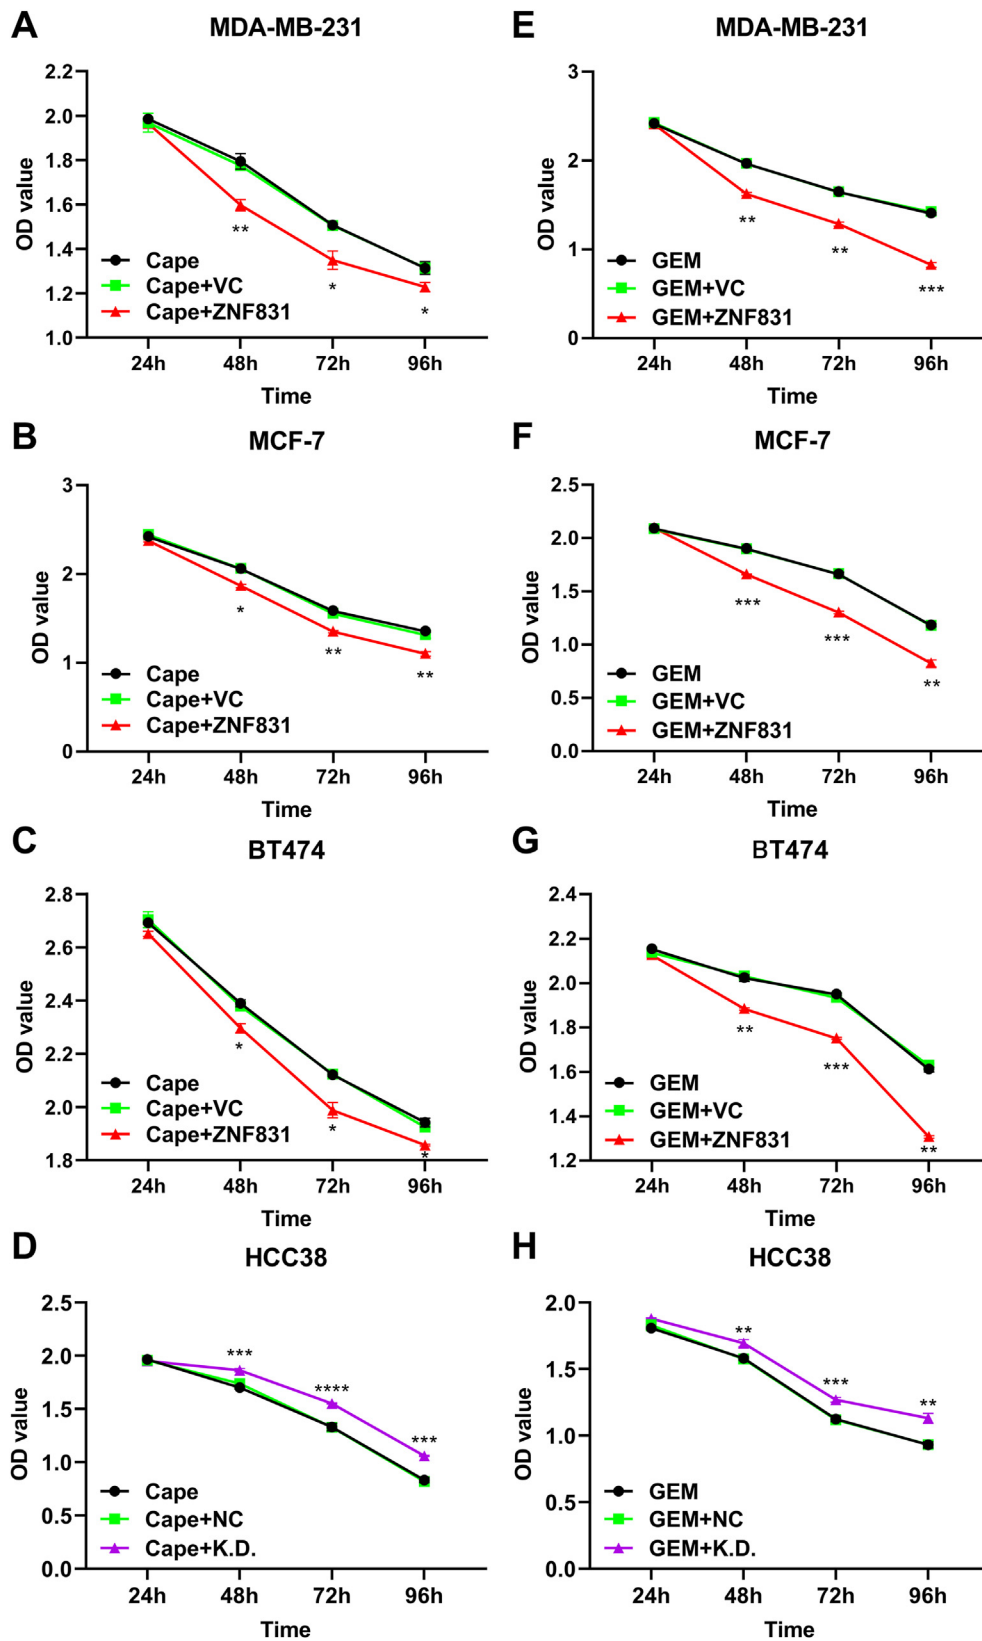 A
MDA-MB-231
2.2
2.0
1.8
1.6
1.4
1.2
1.0
OD value
**
*
*
Cape
Cape+VC
Cape+ZNF831
24h 48h 72h 96h
Time
E
MDA-MB-231
3
2
1
0
OD value
**
**
***
GEM
GEM+VC
GEM+ZNF831
24h 48h 72h 96h
Time
B
MCF-7
3
2
1
0
OD value
*
**
**
Cape
Cape+VC
Cape+ZNF831
24h 48h 72h 96h
Time
F
MCF-7
2.5
2.0
1.5
1.0
0.5
0.0
OD value
***
***
**
GEM
GEM+VC
GEM+ZNF831
24h 48h 72h 96h
Time
C
BT474
2.8
2.6
2.4
2.2
2.0
1.8
OD value
*
*
*
Cape
Cape+VC
Cape+ZNF831
24h 48h 72h 96h
Time
G
BT474
2.4
2.2
2.0
1.8
1.6
1.4
1.2
OD value
**
***
**
GEM
GEM+VC
GEM+ZNF831
24h 48h 72h 96h
Time
D
HCC38
2.5
2.0
1.5
1.0
0.5
0.0
OD value
***
****
***
Cape
Cape+NC
Cape+K.D.
24h 48h 72h 96h
Time
H
HCC38
2.0
1.5
1.0
0.5
0.0
OD value
**
***
**
GEM
GEM+NC
GEM+K.D.
24h 48h 72h 96h
Time